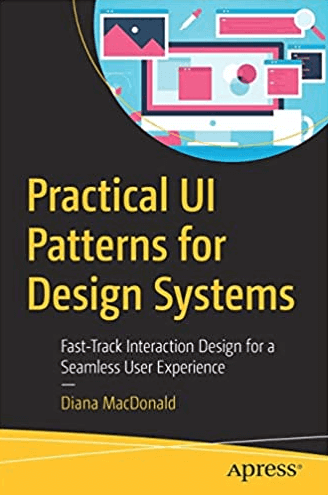 Practical UI
Patterns for
Design Systems
Fast-Track Interaction Design for a
Seamless User Experience
—
Diana MacDonald
Apress®